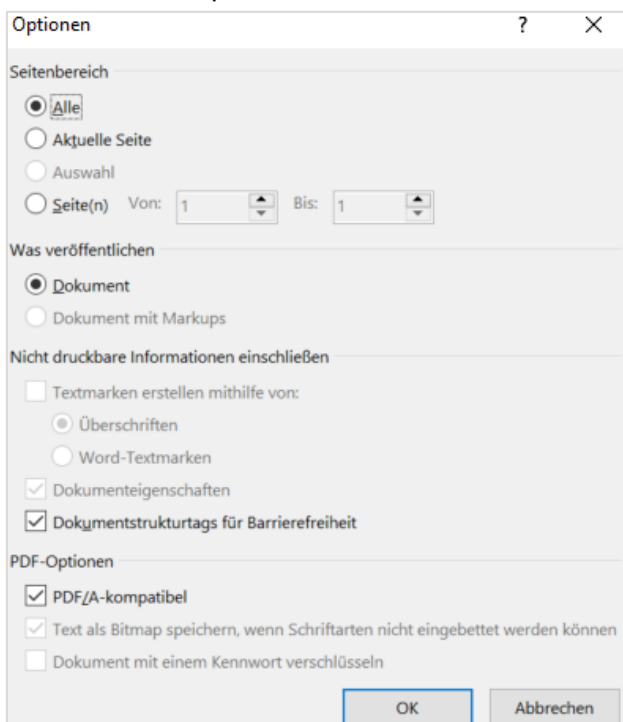 Optionen ? X
Seitenbereich
Alle
Aktuelle Seite
Auswahl
Seite(n) Von: 1 Bis: 1
Was veröffentlichen
Dokument
Dokument mit Markups
Nicht druckbare Informationen einschließen
Textmarken erstellen mithilfe von:
Überschriften
Word-Textmarken
Dokumenteigenschaften
Dokumentstrukturtags für Barrierefreiheit
PDF-Optionen
PDF/A-kompatibel
Text als Bitmap speichern, wenn Schriftarten nicht eingebettet werden können
Dokument mit einem Kennwort verschlüsseln
OK Abbrechen